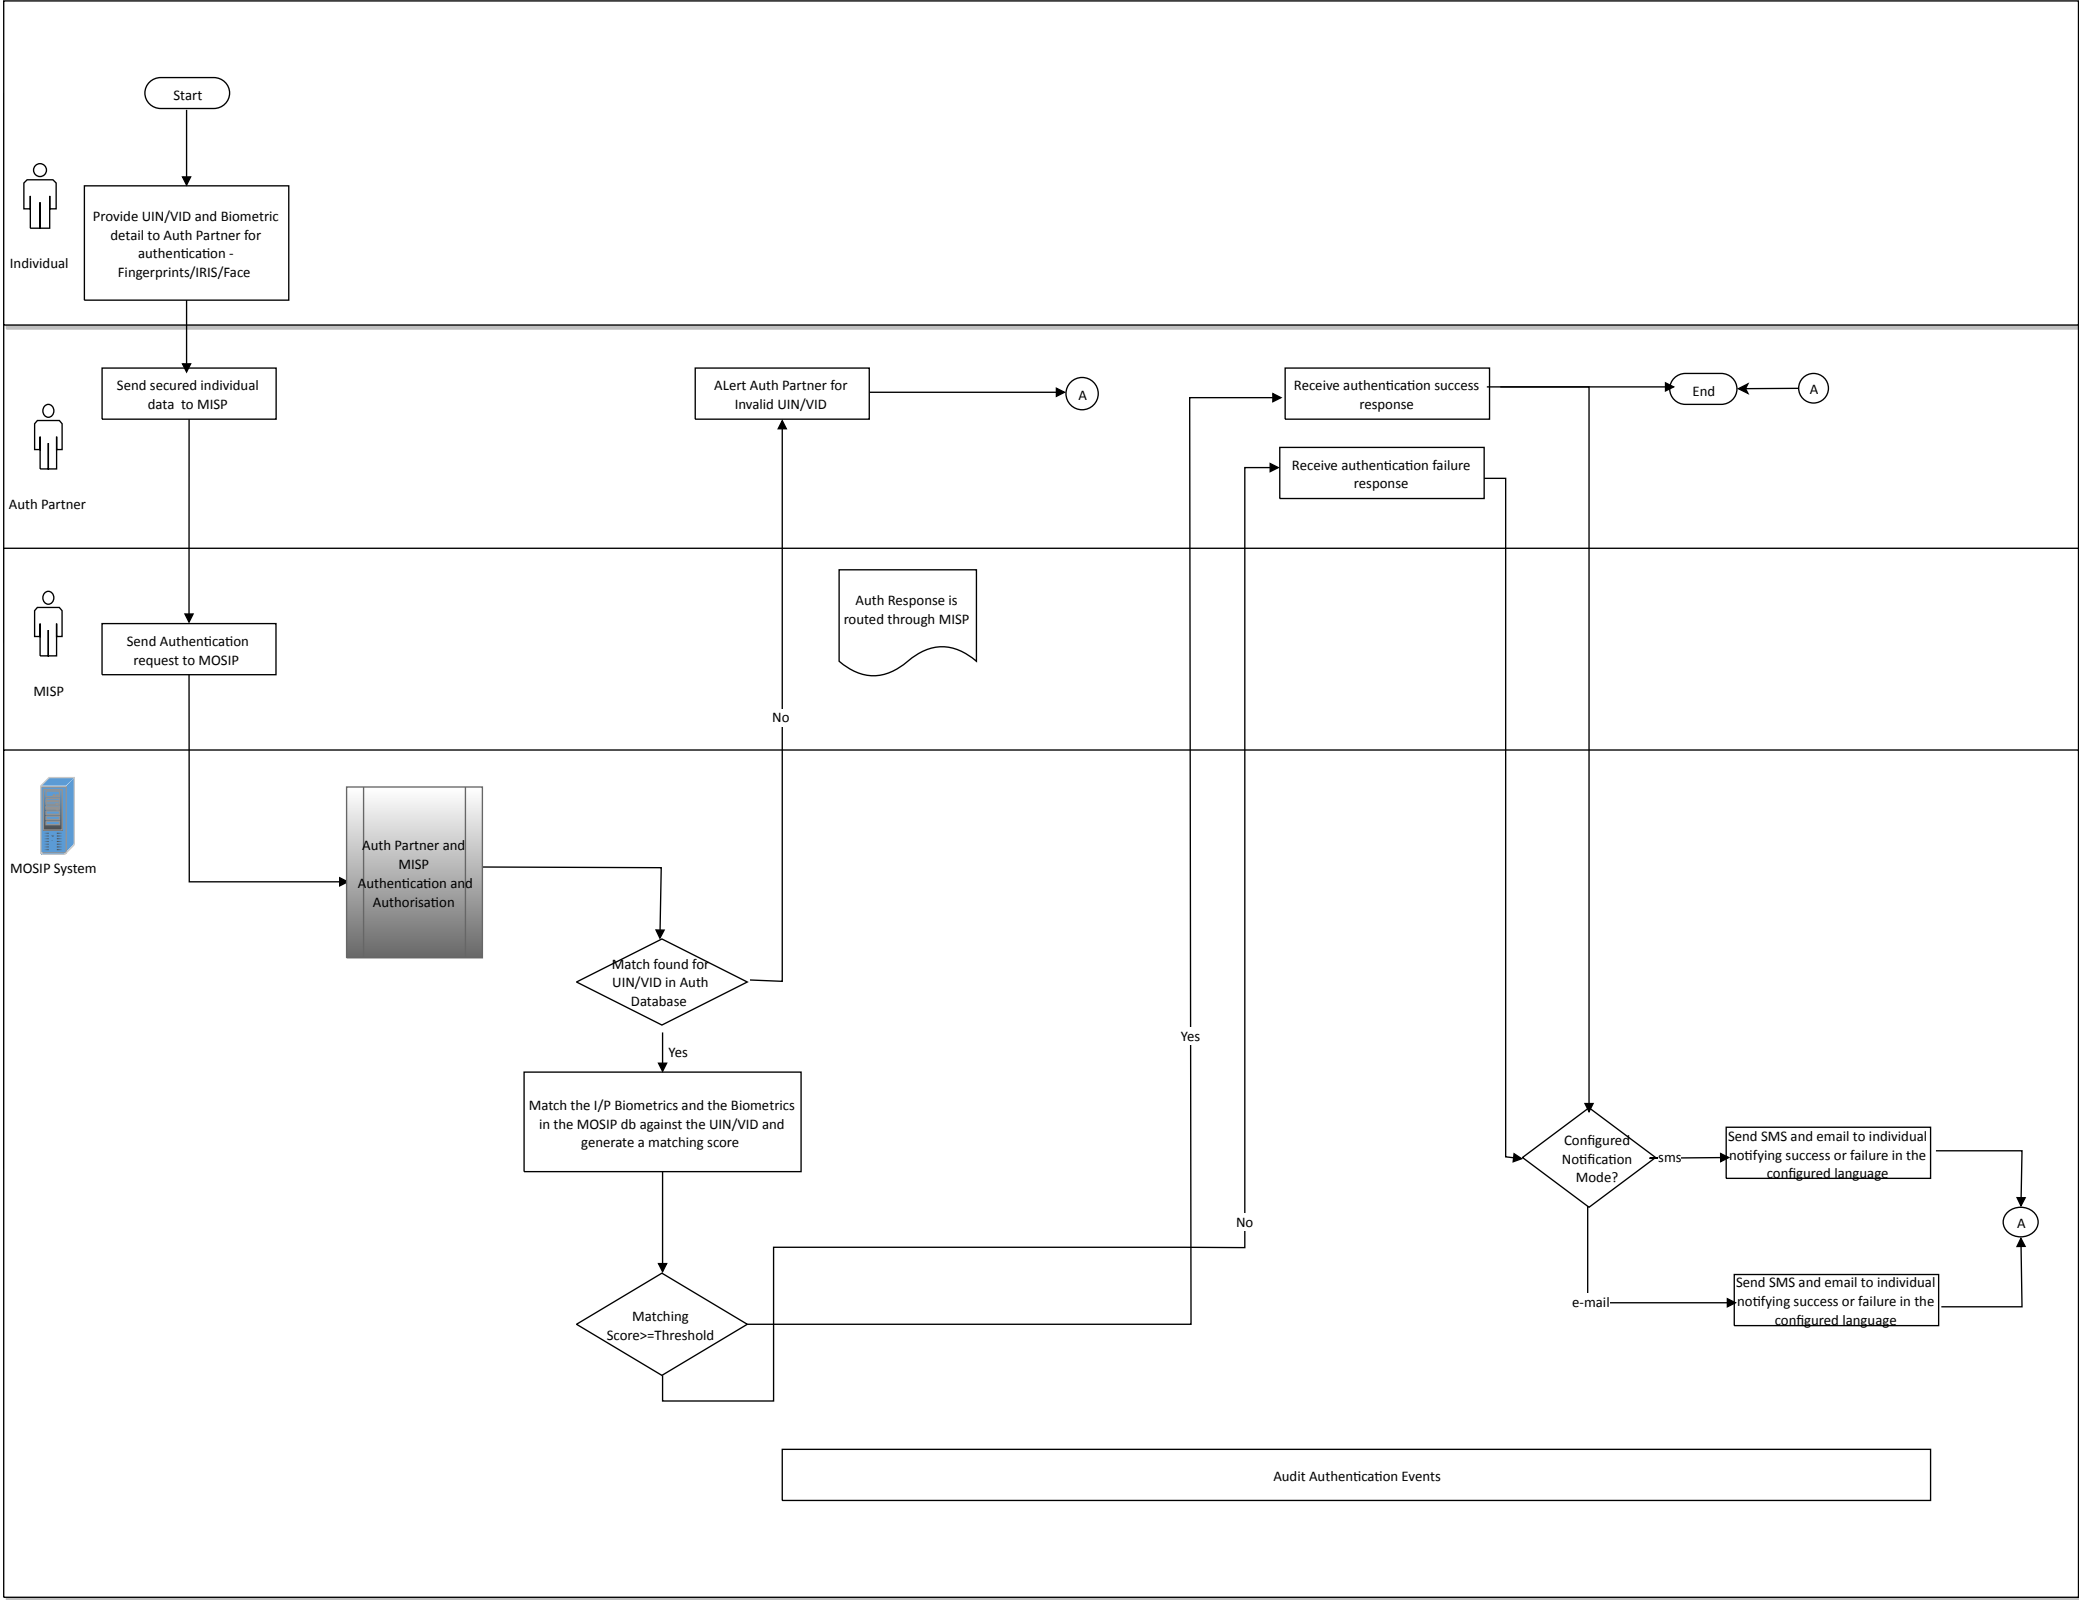 Start
Provide UIN/VID and Biometric
detail to Auth Partner for
authentication -
Fingerprints/IRIS/Face
Individual
Send secured individual
data to MISP
Auth Partner
ALert Auth Partner for
Invalid UIN/VID
A
Receive authentication success
response
End
A
Receive authentication failure
response
Send Authentication
request to MOSIP
MISP
Auth Response is
routed through MISP
No
MOSIP System
Auth Partner and
MISP
Authentication and
Authorisation
Match found for
UIN/VID in Auth
Database
Yes
Yes
Match the I/P Biometrics and the Biometrics
in the MOSIP db against the UIN/VID and
generate a matching score
No
Matching
Score>=Threshold
Configured
Notification
Mode?
sms
Send SMS and email to individual
notifying success or failure in the
configured language
A
e-mail
Send SMS and email to individual
notifying success or failure in the
configured language
Audit Authentication Events